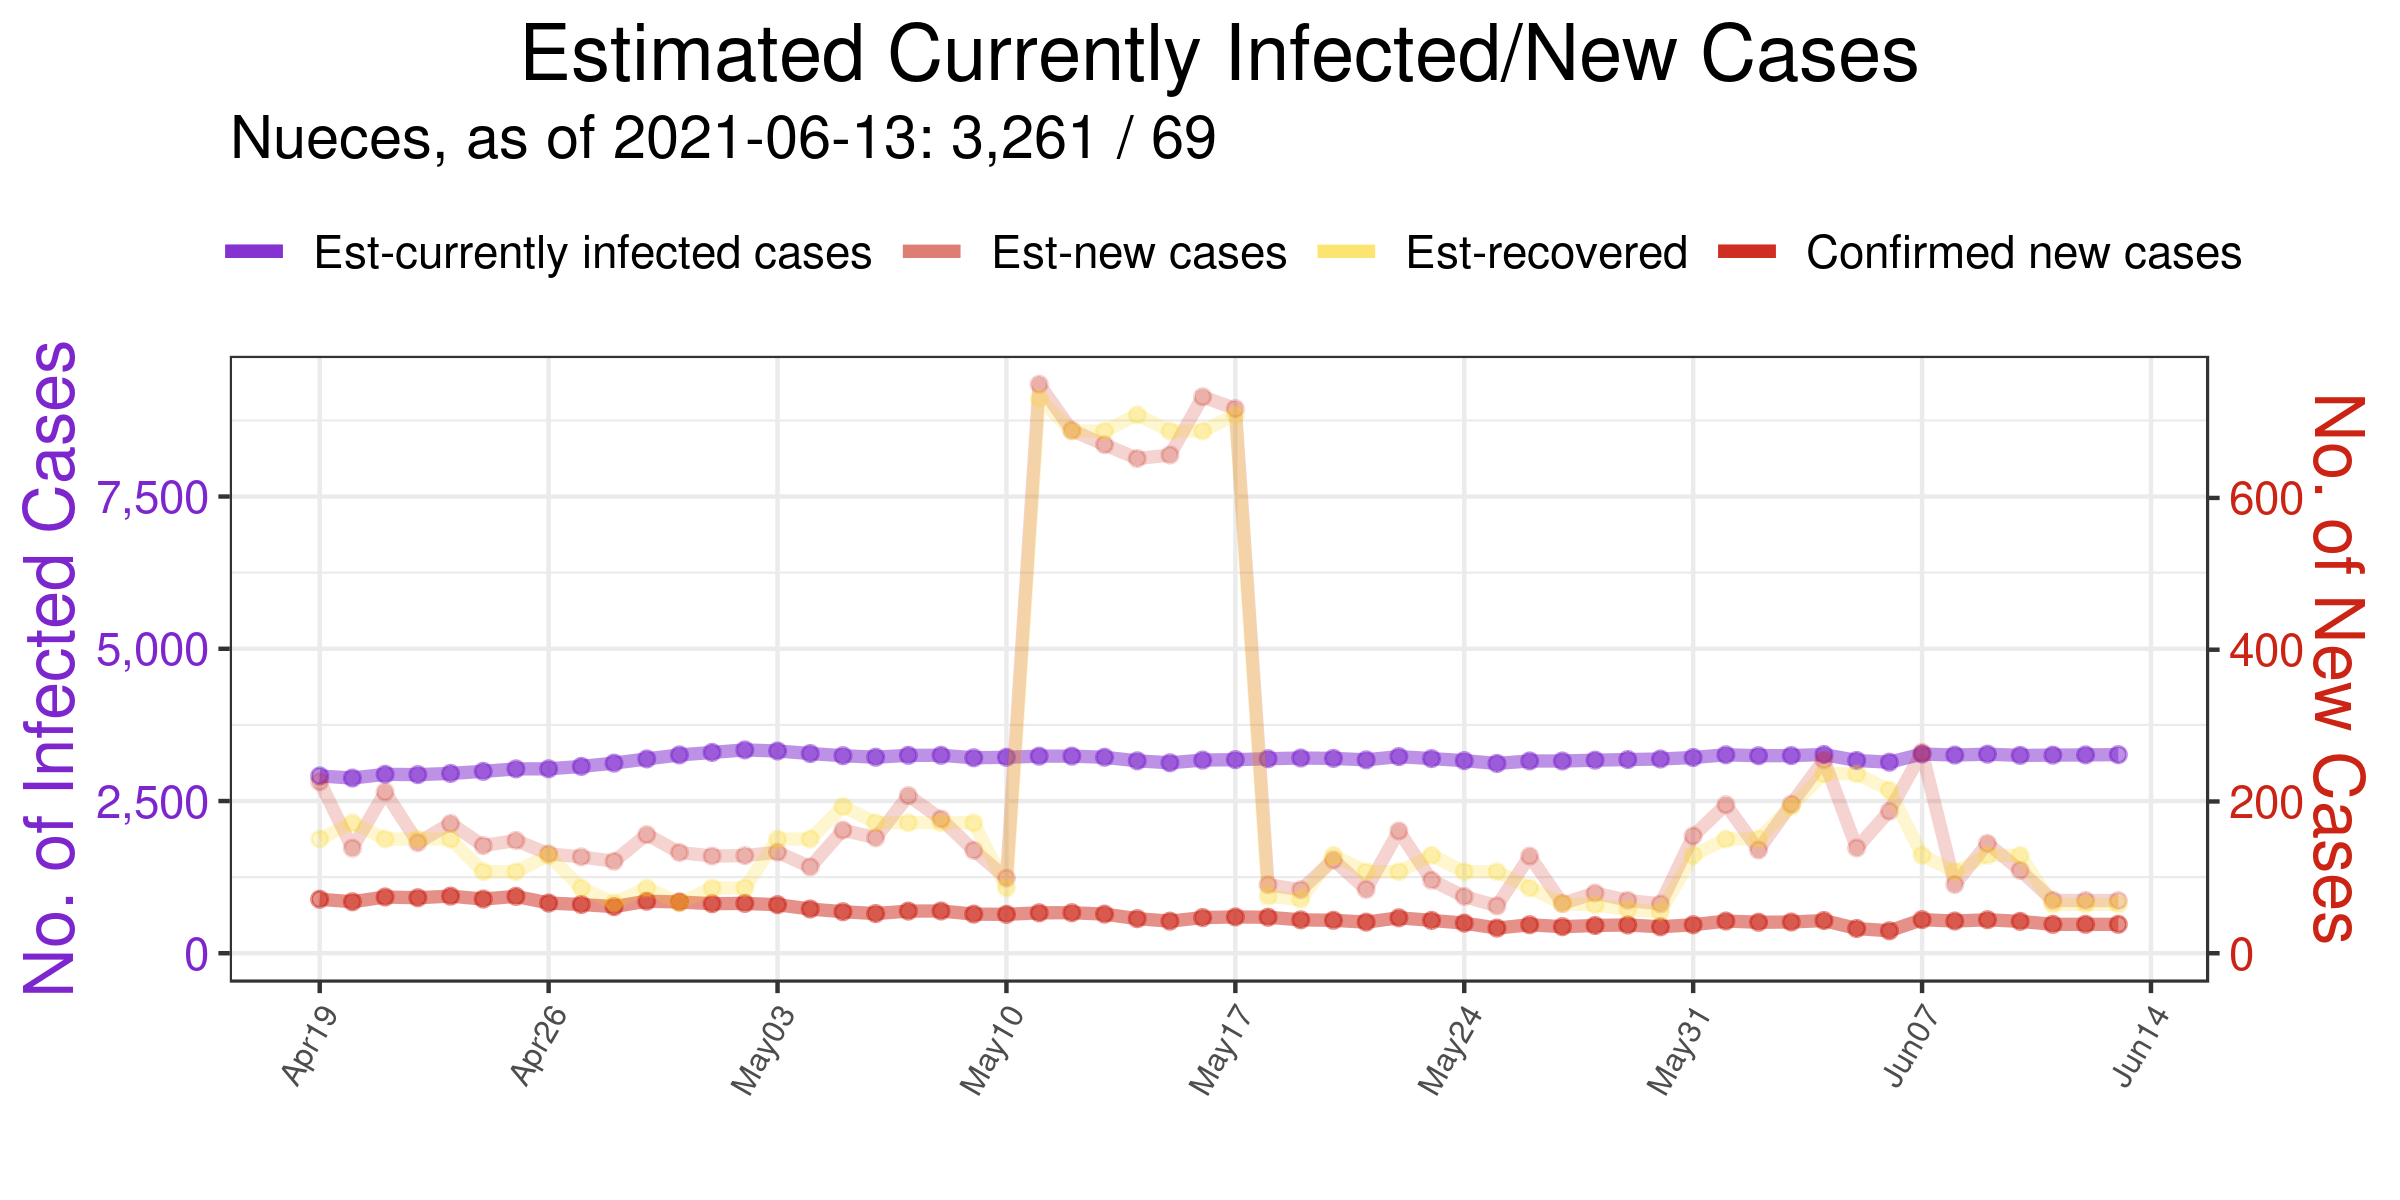 Estimated Currently Infected/New Cases
Nueces, as of 2021-06-13: 3,261 / 69
Est-currently infected cases Est-new cases Est-recovered Confirmed new cases
No. of Infected Cases
7,500
5,000
2,500
0
600
400
200
0
No. of New Cases
Apr19 Apr26 May03 May10 May17 May24 May31 Jun07 Jun14